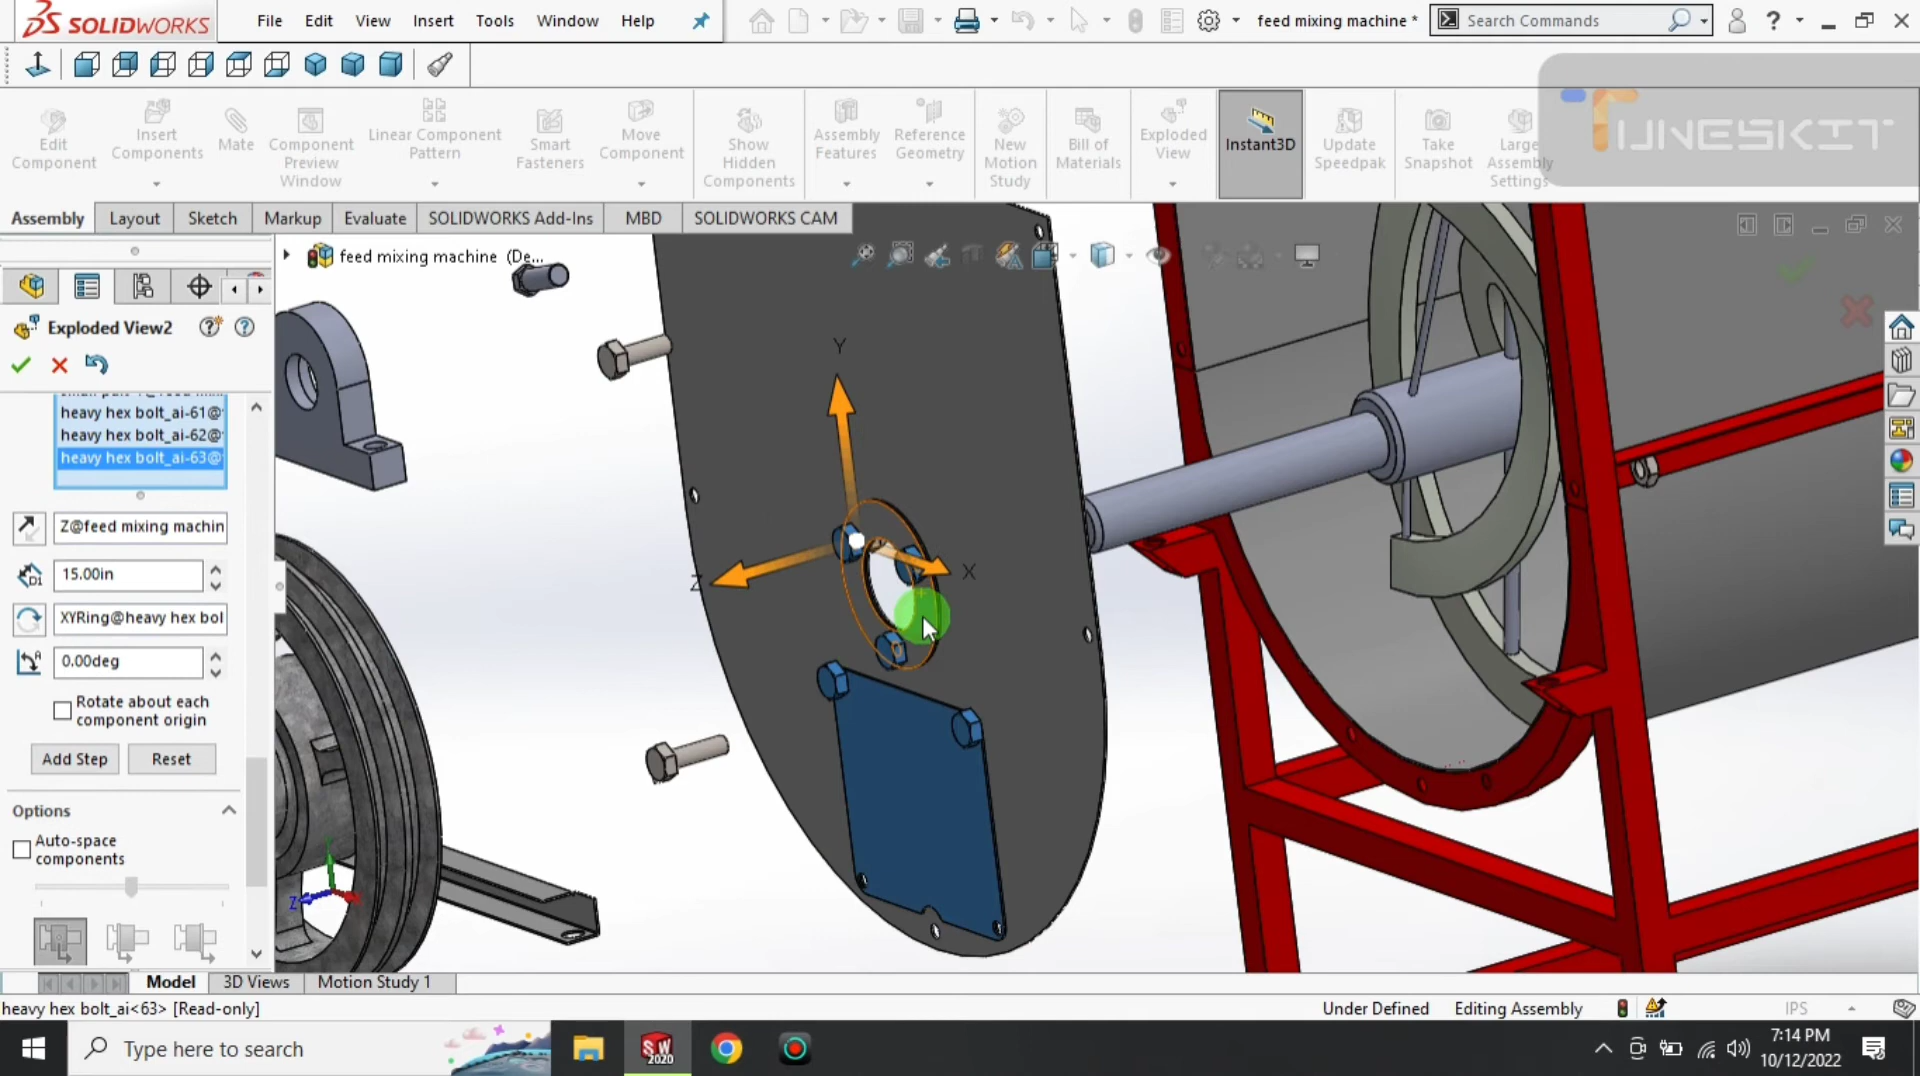 SOLIDWORKS
File Edit View Insert Tools Window Help
feed mixing machine *
Search Commands
TUNESKIT
Edit Component
Insert Components
Mate
Component Preview Window
Linear Component Pattern
Smart Fasteners
Move Component
Show Hidden Components
Assembly Features
Reference Geometry
New Motion Study
Bill of Materials
Exploded View
Instant3D
Update Speedpak
Take Snapshot
Large Assembly Settings
Assembly Layout Sketch Markup Evaluate SOLIDWORKS Add-Ins MBD SOLIDWORKS CAM
feed mixing machine (De...
Exploded View2
heavy hex bolt_ai-61@
heavy hex bolt_ai-62@
heavy hex bolt_ai-63@
Z@feed mixing machin
D1
15.00in
XYRing@heavy hex bol
A
0.00deg
Rotate about each
component origin
Add Step
Reset
Options
Auto-space
components
Y
Z
X
Z
Model 3D Views Motion Study 1
heavy hex bolt_ai<63> [Read-only]
Under Defined
Editing Assembly
IPS
Type here to search
SW
2020
7:14 PM
10/12/2022